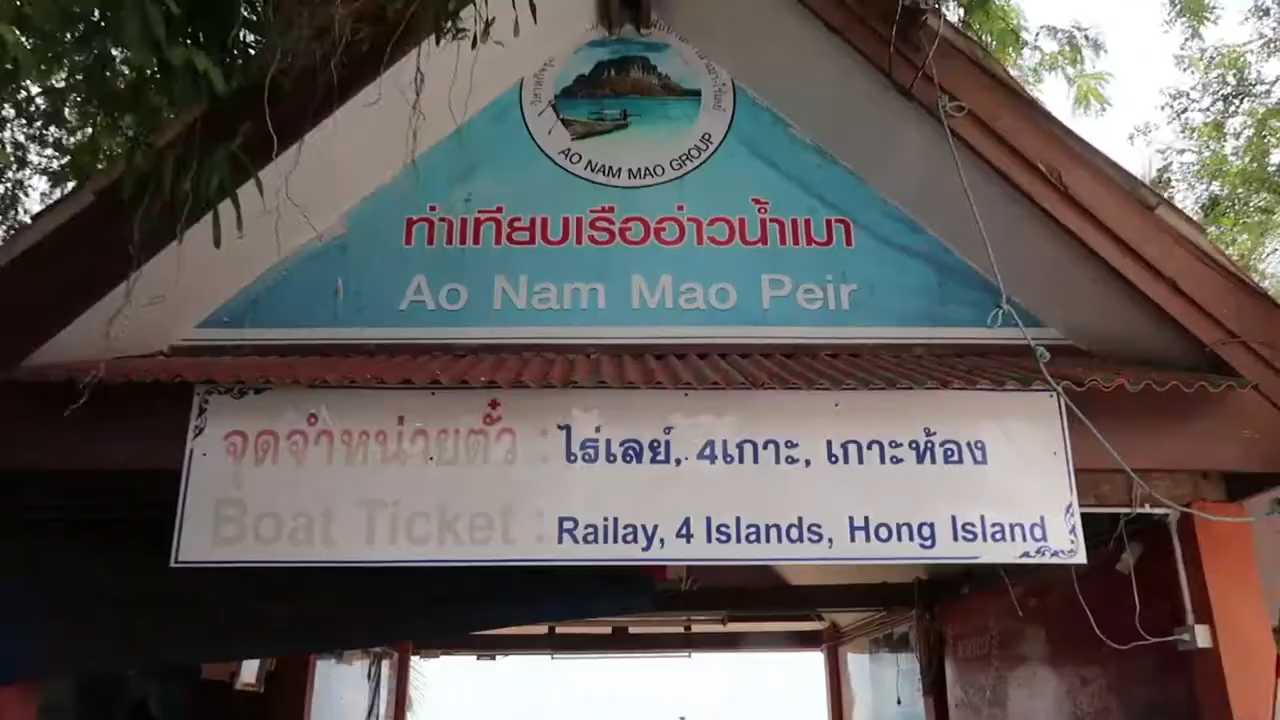 AO NAM MAO GROUP
ท่าเทียบเรืออ่าวน้ำเมา
Ao Nam Mao Peir
จุดจำหน่ายตั๋ว : ไร่เลย์, 4เกาะ, เกาะห้อง
Boat Ticket : Railay, 4 Islands, Hong Island